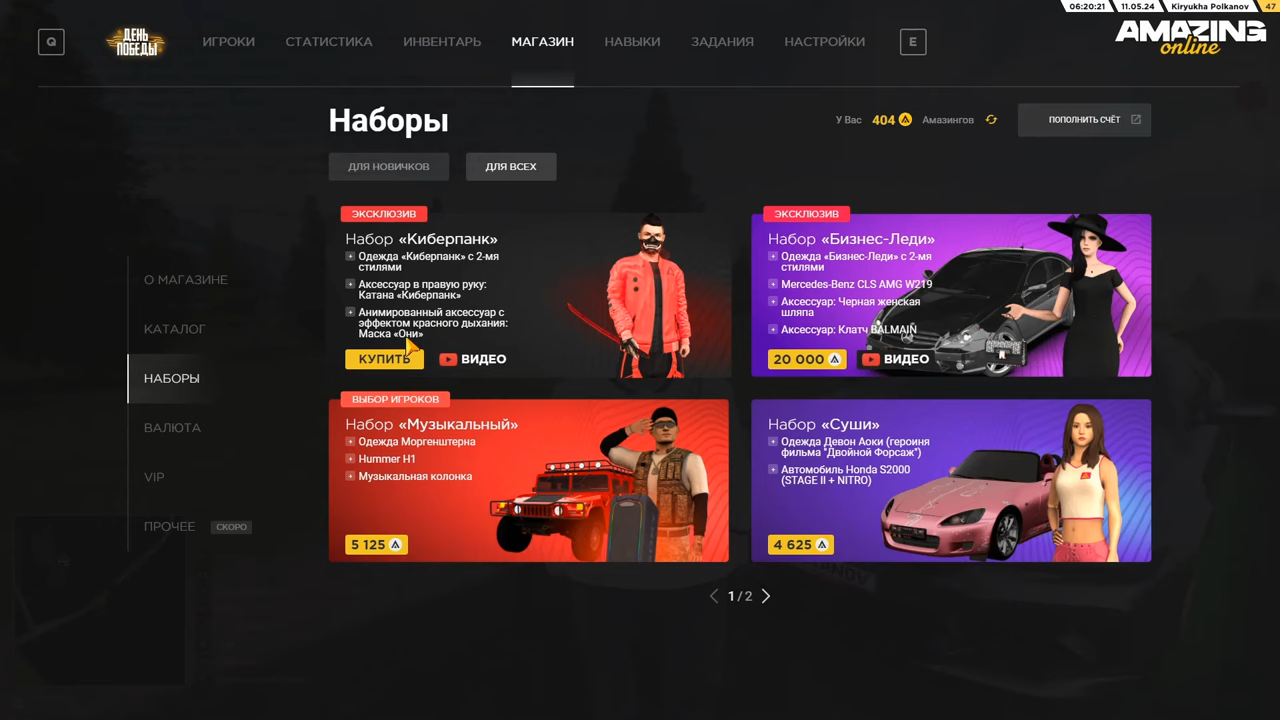 06:20:21 11.05.24 Kiryukha Polkanov 47
Q ДЕНЬ ПОБЕДЫ ИГРОКИ СТАТИСТИКА ИНВЕНТАРЬ МАГАЗИН НАВЫКИ ЗАДАНИЯ НАСТРОЙКИ E
AMAZING
online
Наборы
У Вас 404 Амазингов
ПОПОЛНИТЬ СЧЁТ
ДЛЯ НОВИЧКОВ ДЛЯ ВСЕХ
О МАГАЗИНЕ
КАТАЛОГ
НАБОРЫ
ВАЛЮТА
VIP
ПРОЧЕЕ СКОРО
ЭКСКЛЮЗИВ
Набор «Киберпанк»
Одежда «Киберпанк» с 2-мя
стилями
Аксессуар в правую руку:
Катана «Киберпанк»
Анимированный аксессуар с
эффектом красного дыхания:
Маска «Они»
КУПИТЬ ВИДЕО
ЭКСКЛЮЗИВ
Набор «Бизнес-Леди»
Одежда «Бизнес-Леди» с 2-мя
стилями
Mercedes-Benz CLS AMG W219
Аксессуар: Черная женская
шляпа
Аксессуар: Клатч BALMAIN
20 000 ВИДЕО
ВЫБОР ИГРОКОВ
Набор «Музыкальный»
Одежда Моргенштерна
Hummer H1
Музыкальная колонка
5 125
Набор «Суши»
Одежда Девон Аоки (героиня
фильма "Двойной Форсаж")
Автомобиль Honda S2000
(STAGE II + NITRO)
4 625
1 / 2